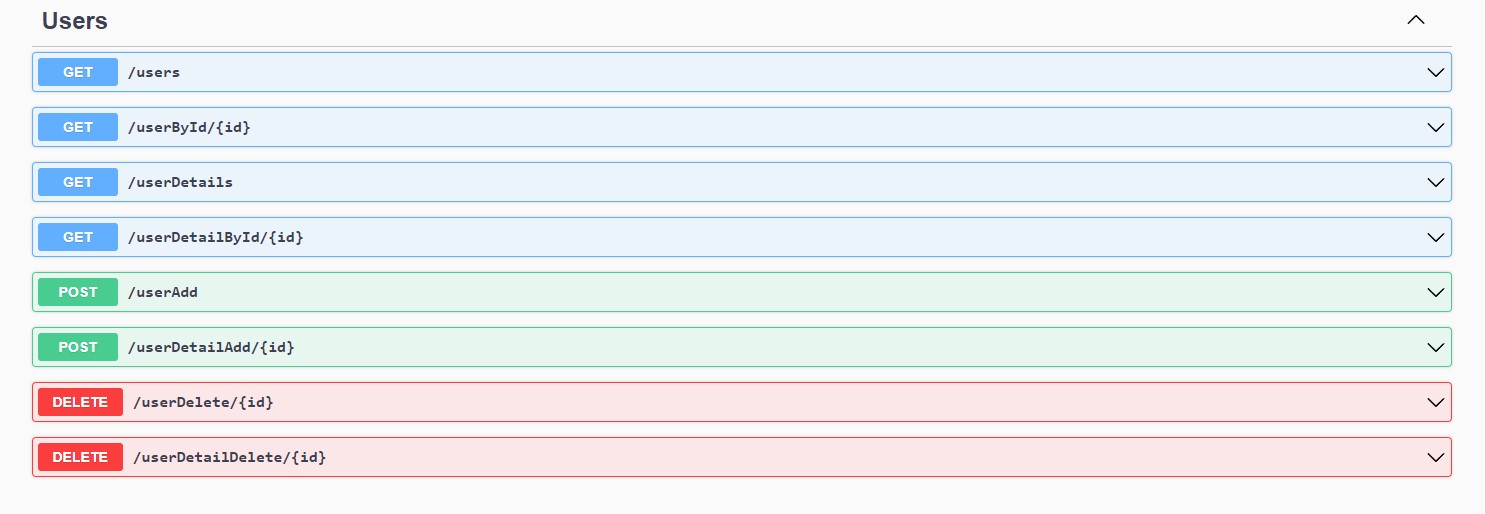 Users
GET /users
GET /userById/{id}
GET /userDetails
GET /userDetailById/{id}
POST /userAdd
POST /userDetailAdd/{id}
DELETE /userDelete/{id}
DELETE /userDetailDelete/{id}